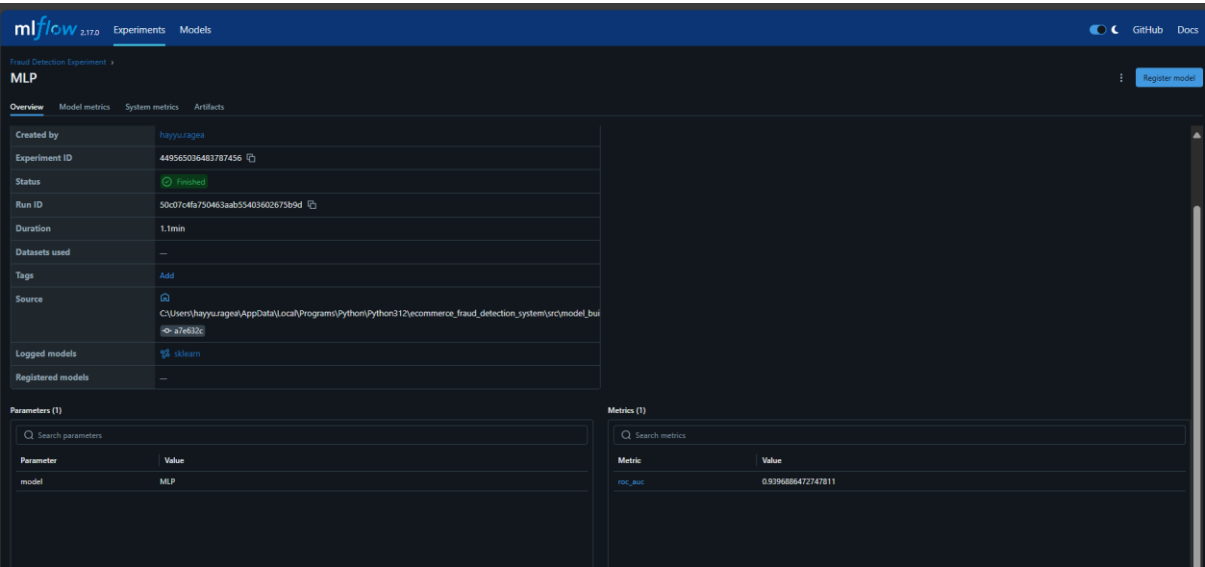 mlflow 2.17.0 Experiments Models GitHub Docs
Fraud Detection Experiment ›
MLP Register model
Overview Model metrics System metrics Artifacts
Created by hayyu.ragea
Experiment ID 449565036483787456
Status Finished
Run ID 50c07c4fa750463aab55403602675b9d
Duration 1.1min
Datasets used —
Tags Add
Source
C:\Users\hayyu.ragea\AppData\Local\Programs\Python\Python312\ecommerce_fraud_detection_system\src\model_bui
a7e632c
Logged models sklearn
Registered models —
Parameters (1) Metrics (1)
Search parameters Search metrics
Parameter Value Metric Value
model MLP roc_auc 0.9396886472747811